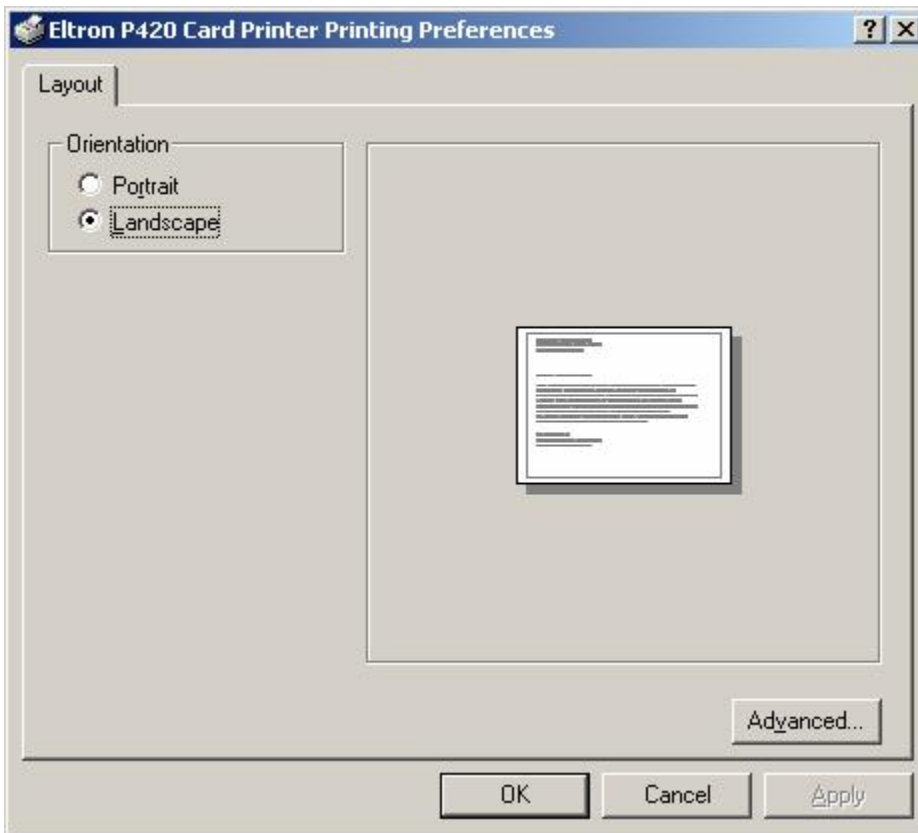 Eltron P420 Card Printer Printing Preferences
Layout
Orientation
Portrait
Landscape
Advanced...
OK Cancel Apply